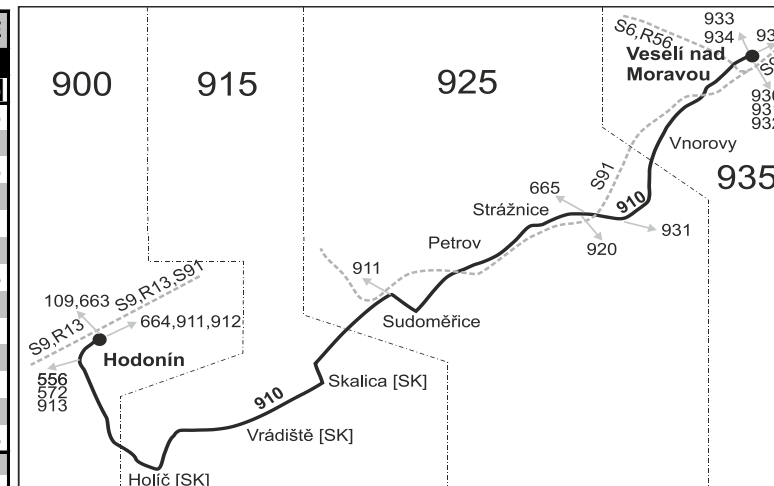 933
934
S6,R56
Veselí nad
Moravou
900
915
925
Vnorovy
935
S91
665
910
Strážnice
931
920
Petrov
911
S9,R13,S91
109,663
664,911,912
S9,R13
Sudoměřice
Hodonín
556
572
913
Skalica [SK]
910
Vrádiště [SK]
Holíč [SK]